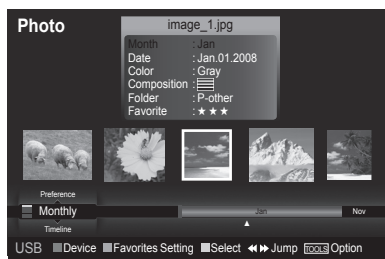 Photo
image_1.jpg
Month : Jan
Date : Jan.01.2008
Color : Gray
Composition :
Folder : P-other
Favorite : ★ ★ ★
Preference
Monthly
Jan
Nov
Timeline
USB Device Favorites Setting Select Jump TOOLS Option